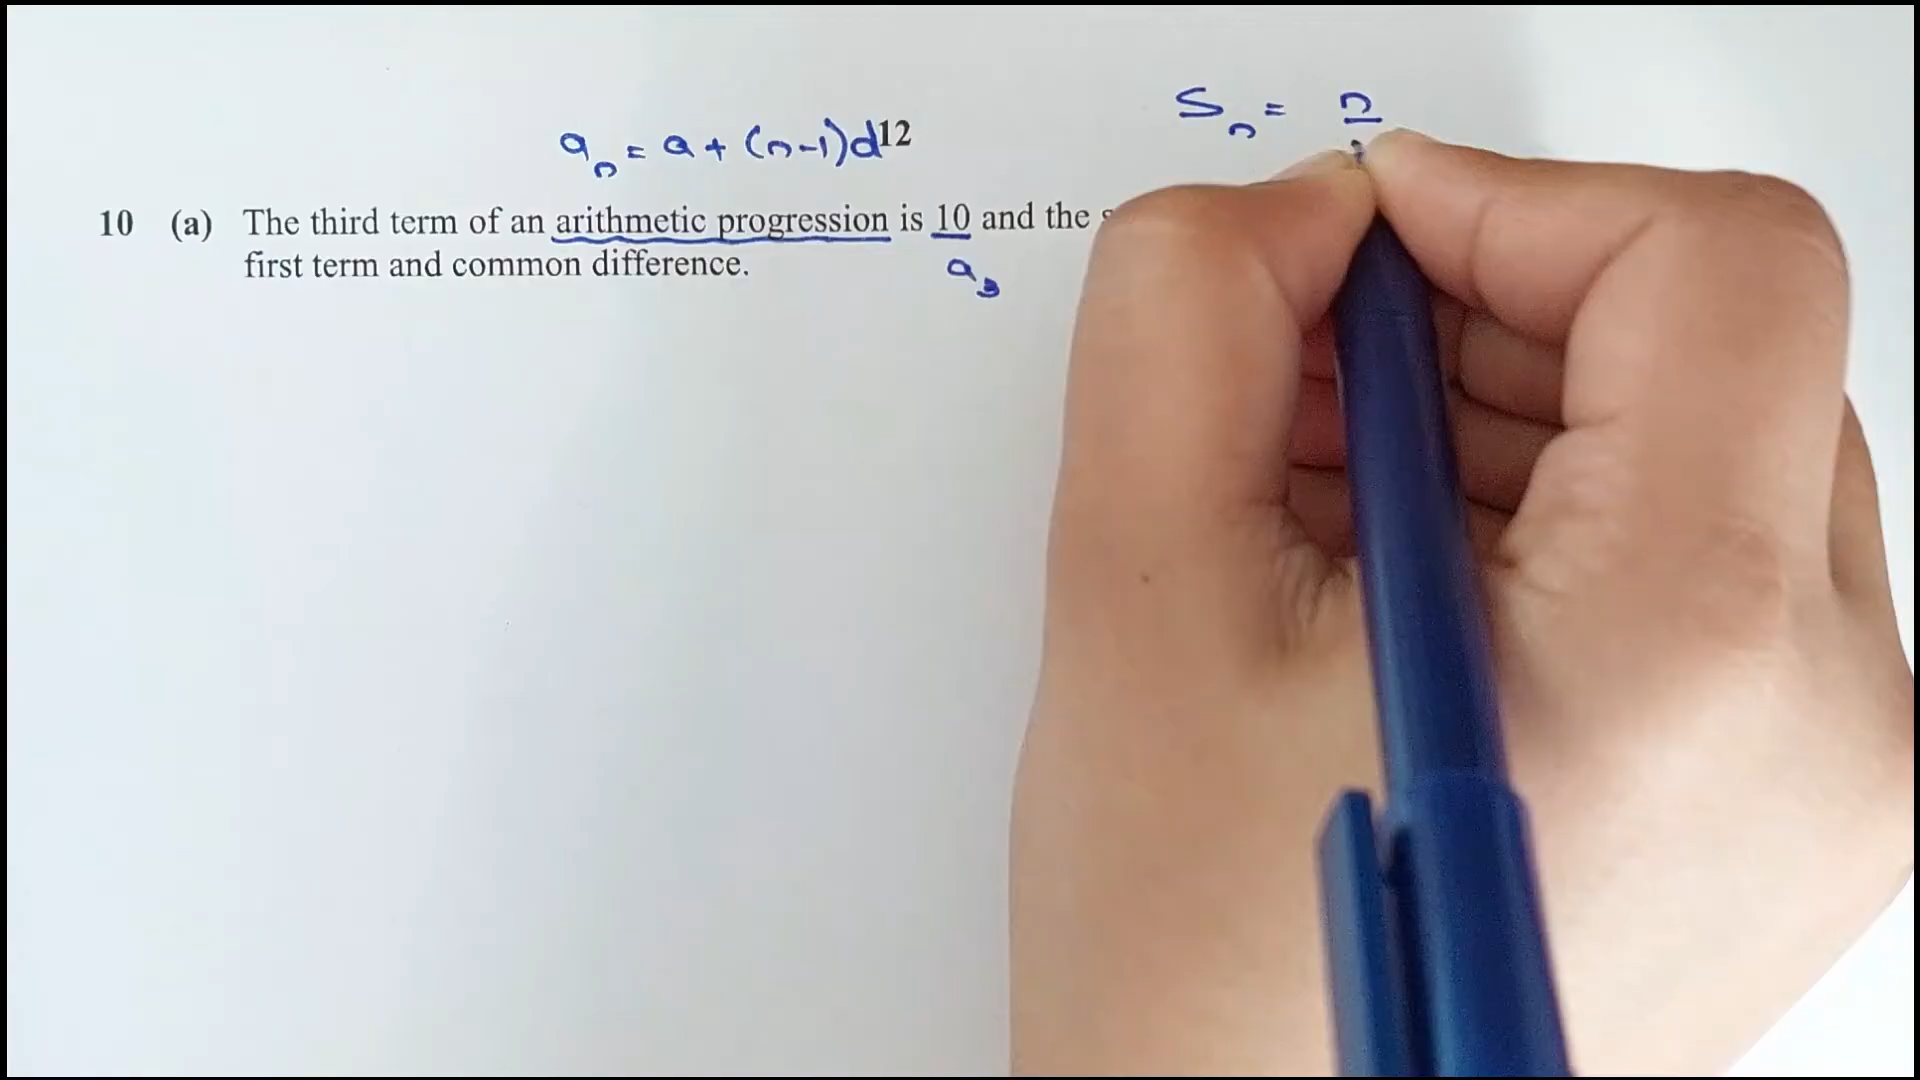 aₙ = a + (n-1)d 12
Sₙ = n
10 (a) The third term of an arithmetic progression is 10 and the
first term and common difference.
a₃